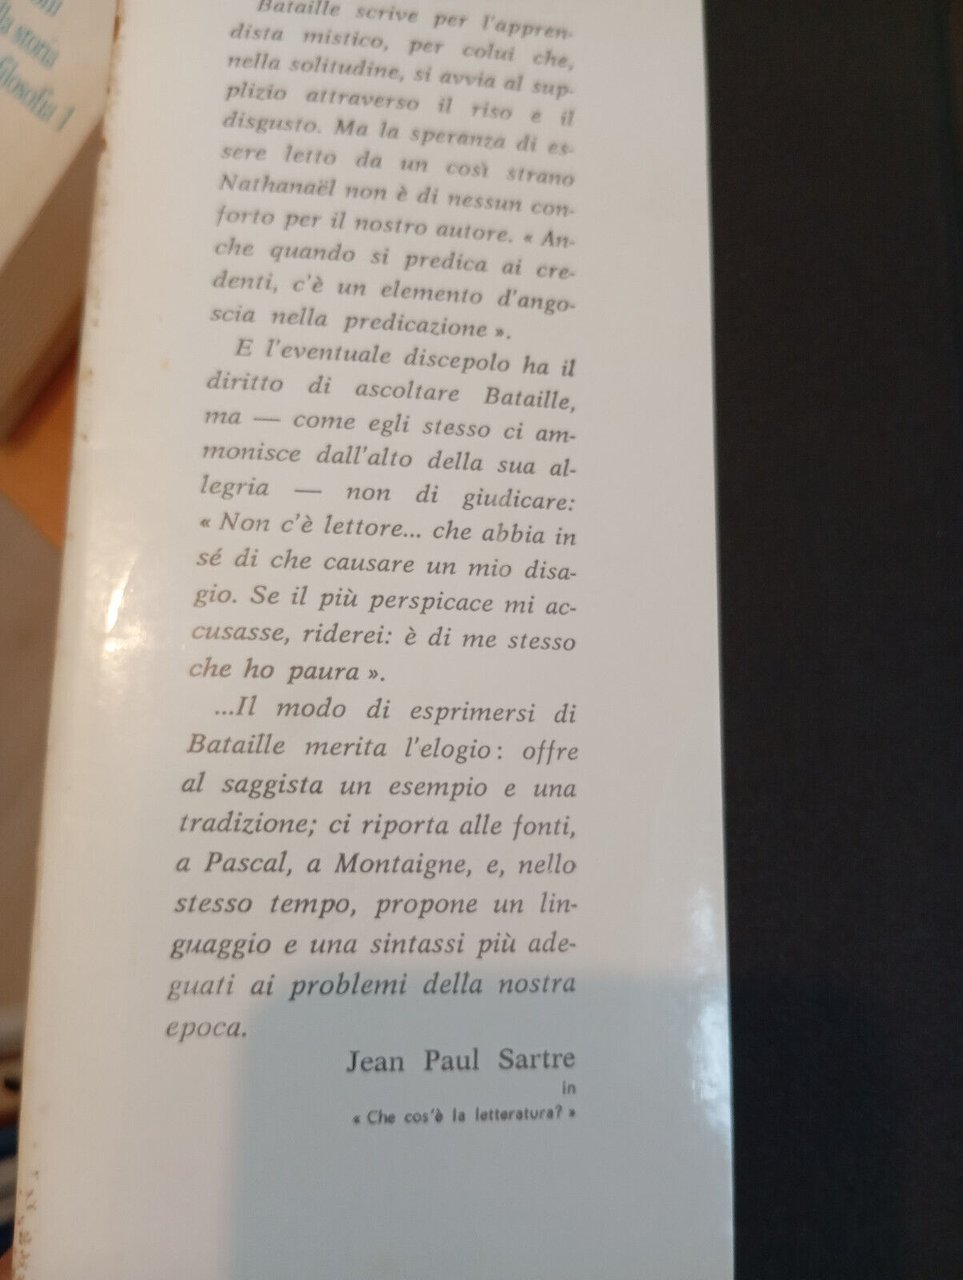 la storia
filosofia 1
Bataille scrive per l'appren-
dista mistico, per colui che,
nella solitudine, si avvia al sup-
plizio attraverso il riso e il
disgusto. Ma la speranza di es-
sere letto da un così strano
Nathanaël non è di nessun con-
forto per il nostro autore. « An-
che quando si predica ai cre-
denti, c'è un elemento d'ango-
scia nella predicazione ».
E l'eventuale discepolo ha il
diritto di ascoltare Bataille,
ma — come egli stesso ci am-
monisce dall'alto della sua al-
legria — non di giudicare:
« Non c'è lettore... che abbia in
sé di che causare un mio disa-
gio. Se il più perspicace mi ac-
cusasse, riderei: è di me stesso
che ho paura ».
...Il modo di esprimersi di
Bataille merita l'elogio: offre
al saggista un esempio e una
tradizione; ci riporta alle fonti,
a Pascal, a Montaigne, e, nello
stesso tempo, propone un lin-
guaggio e una sintassi più ade-
guati ai problemi della nostra
epoca.
Jean Paul Sartre
in
« Che cos'è la letteratura? »